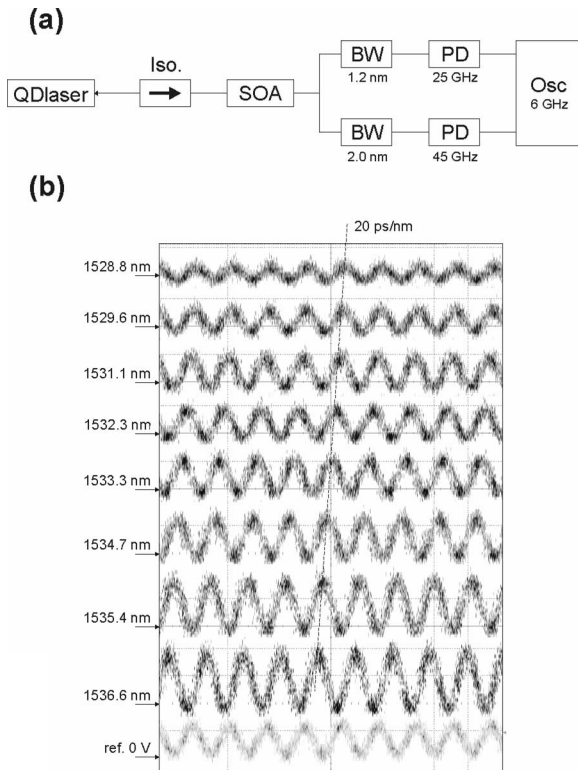 (a)
Iso.
QDlaser
SOA
BW
1.2 nm
PD
25 GHz
Osc
6 GHz
BW
2.0 nm
PD
45 GHz
(b)
20 ps/nm
1528.8 nm
1529.6 nm
1531.1 nm
1532.3 nm
1533.3 nm
1534.7 nm
1535.4 nm
1536.6 nm
ref. 0 V